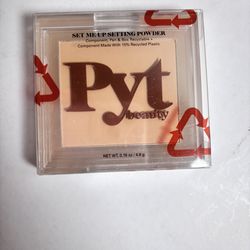 SET ME UP SETTING POWDER
Component, Pan & Box Recyclable •
Component Made With 15% Recycled Plastic
Pyt
beauty
NET WT. 0.16 oz / 4.6 g